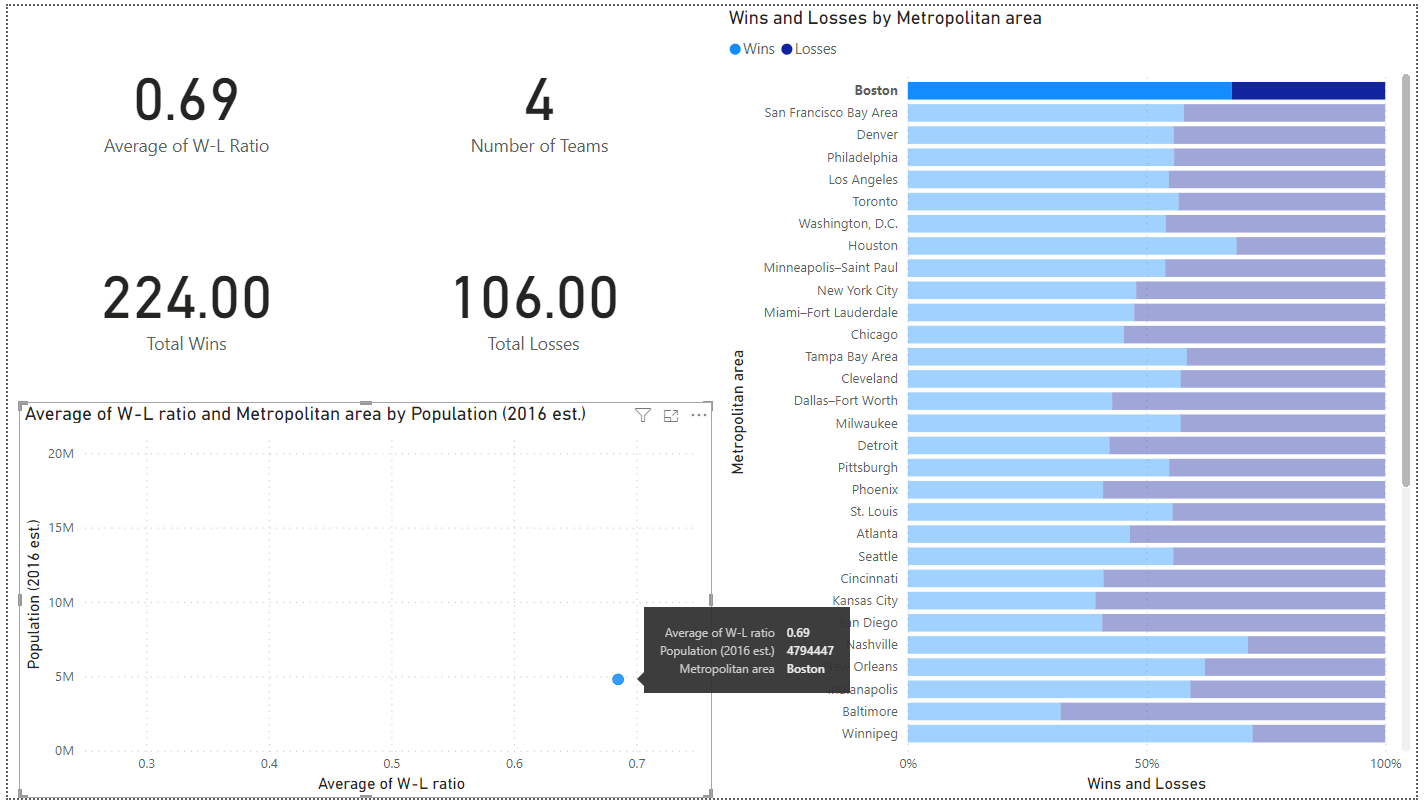 0.69
Average of W-L Ratio
4
Number of Teams
224.00
Total Wins
106.00
Total Losses
Average of W-L ratio and Metropolitan area by Population (2016 est.)
Population (2016 est.)
20M
15M
10M
5M
0M
0.3 0.4 0.5 0.6 0.7
Average of W-L ratio
Average of W-L ratio 0.69
Population (2016 est.) 4794447
Metropolitan area Boston
Wins and Losses by Metropolitan area
Wins Losses
Metropolitan area
Boston
San Francisco Bay Area
Denver
Philadelphia
Los Angeles
Toronto
Washington, D.C.
Houston
Minneapolis–Saint Paul
New York City
Miami–Fort Lauderdale
Chicago
Tampa Bay Area
Cleveland
Dallas–Fort Worth
Milwaukee
Detroit
Pittsburgh
Phoenix
St. Louis
Atlanta
Seattle
Cincinnati
Kansas City
San Diego
Nashville
New Orleans
Indianapolis
Baltimore
Winnipeg
0% 50% 100%
Wins and Losses